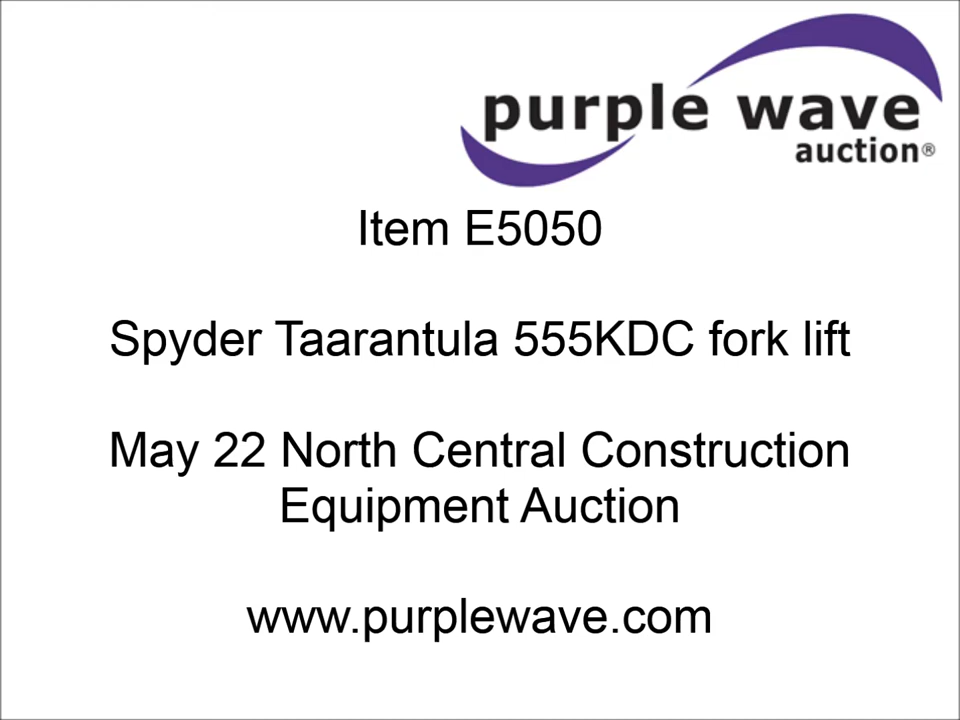 purple wave
auction®
Item E5050
Spyder Taarantula 555KDC fork lift
May 22 North Central Construction
Equipment Auction
www.purplewave.com